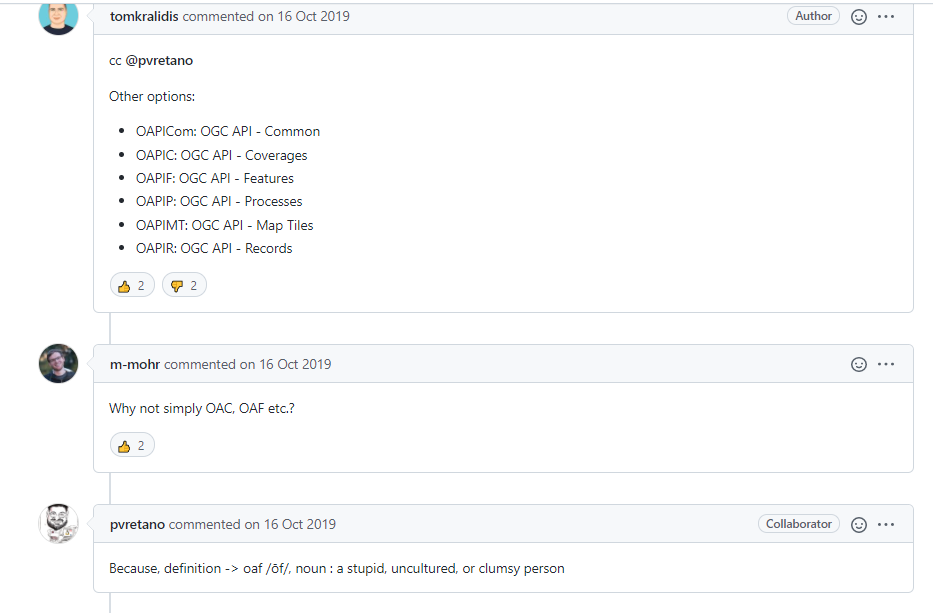 tomkralidis commented on 16 Oct 2019 Author
cc @pvretano
Other options:
OAPICom: OGC API - Common
OAPIC: OGC API - Coverages
OAPIF: OGC API - Features
OAPIP: OGC API - Processes
OAPIMT: OGC API - Map Tiles
OAPIR: OGC API - Records
2 2
m-mohr commented on 16 Oct 2019
Why not simply OAC, OAF etc.?
2
pvretano commented on 16 Oct 2019 Collaborator
Because, definition -> oaf /ōf/, noun : a stupid, uncultured, or clumsy person